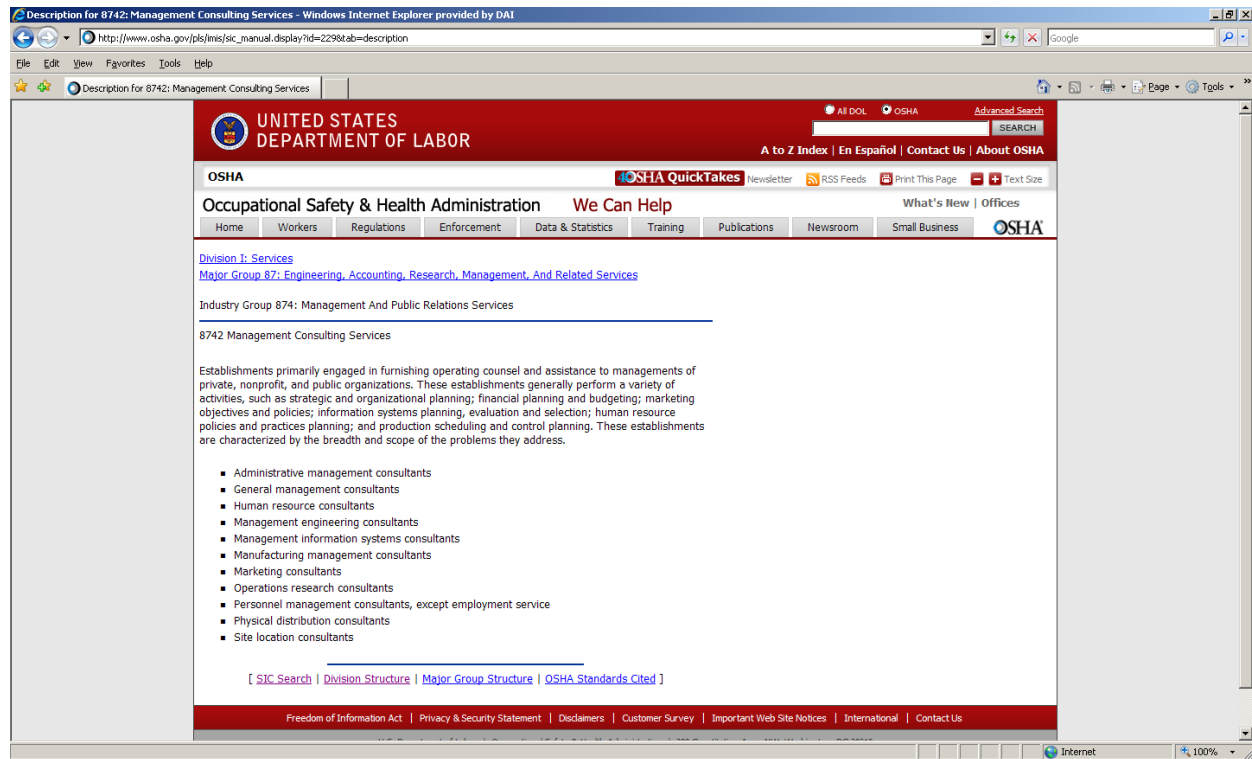 Description for 8742: Management Consulting Services - Windows Internet Explorer provided by DAI
http://www.osha.gov/pls/imis/sic_manual.display?id=229&tab=description
Google
File Edit View Favorites Tools Help
Description for 8742: Management Consulting Services
Page Tools
All DOL OSHA Advanced Search
UNITED STATES
DEPARTMENT OF LABOR
SEARCH
A to Z Index | En Español | Contact Us | About OSHA
OSHA
OSHA QuickTakes Newsletter RSS Feeds Print This Page Text Size
Occupational Safety & Health Administration We Can Help
What's New | Offices
Home Workers Regulations Enforcement Data & Statistics Training Publications Newsroom Small Business OSHA
Division I: Services
Major Group 87: Engineering, Accounting, Research, Management, And Related Services
Industry Group 874: Management And Public Relations Services
8742 Management Consulting Services
Establishments primarily engaged in furnishing operating counsel and assistance to managements of
private, nonprofit, and public organizations. These establishments generally perform a variety of
activities, such as strategic and organizational planning; financial planning and budgeting; marketing
objectives and policies; information systems planning, evaluation and selection; human resource
policies and practices planning; and production scheduling and control planning. These establishments
are characterized by the breadth and scope of the problems they address.
Administrative management consultants
General management consultants
Human resource consultants
Management engineering consultants
Management information systems consultants
Manufacturing management consultants
Marketing consultants
Operations research consultants
Personnel management consultants, except employment service
Physical distribution consultants
Site location consultants
[ SIC Search | Division Structure | Major Group Structure | OSHA Standards Cited ]
Freedom of Information Act | Privacy & Security Statement | Disclaimers | Customer Survey | Important Web Site Notices | International | Contact Us
Internet 100%